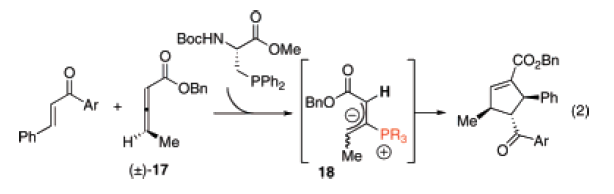 O
BocHN
OMe
PPh₂
O
Ar
Ph
+
O
OBn
H
Me
(±)-17
O
BnO
H
⊖
PR₃
⊕
Me
18
CO₂Bn
Ph
Me
O
Ar
(2)